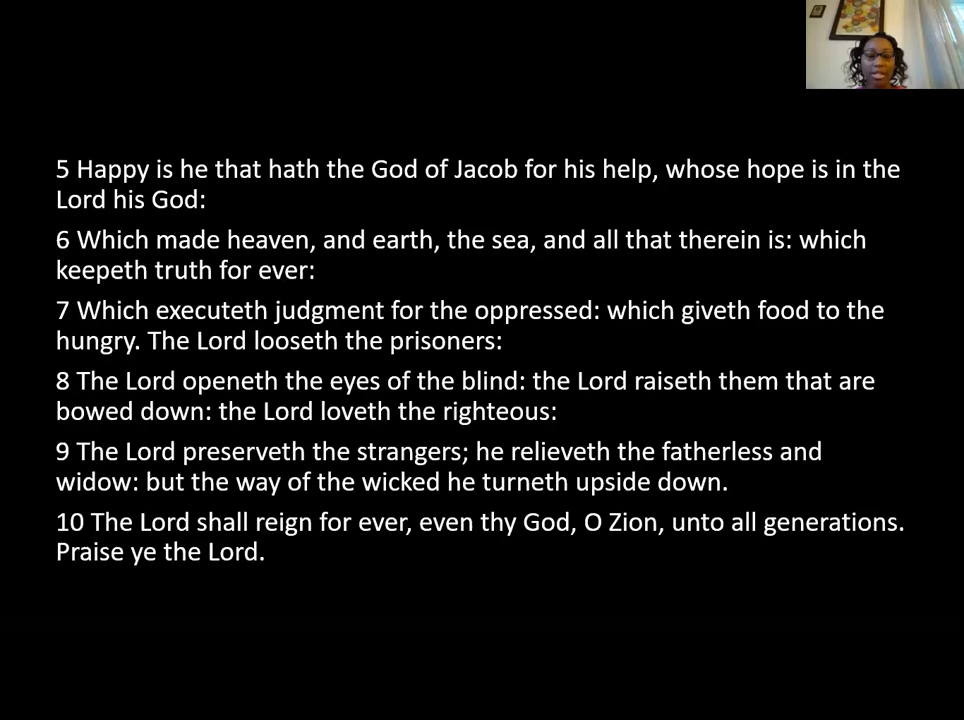 5 Happy is he that hath the God of Jacob for his help, whose hope is in the
Lord his God:
6 Which made heaven, and earth, the sea, and all that therein is: which
keepeth truth for ever:
7 Which executeth judgment for the oppressed: which giveth food to the
hungry. The Lord looseth the prisoners:
8 The Lord openeth the eyes of the blind: the Lord raiseth them that are
bowed down: the Lord loveth the righteous:
9 The Lord preserveth the strangers; he relieveth the fatherless and
widow: but the way of the wicked he turneth upside down.
10 The Lord shall reign for ever, even thy God, O Zion, unto all generations.
Praise ye the Lord.